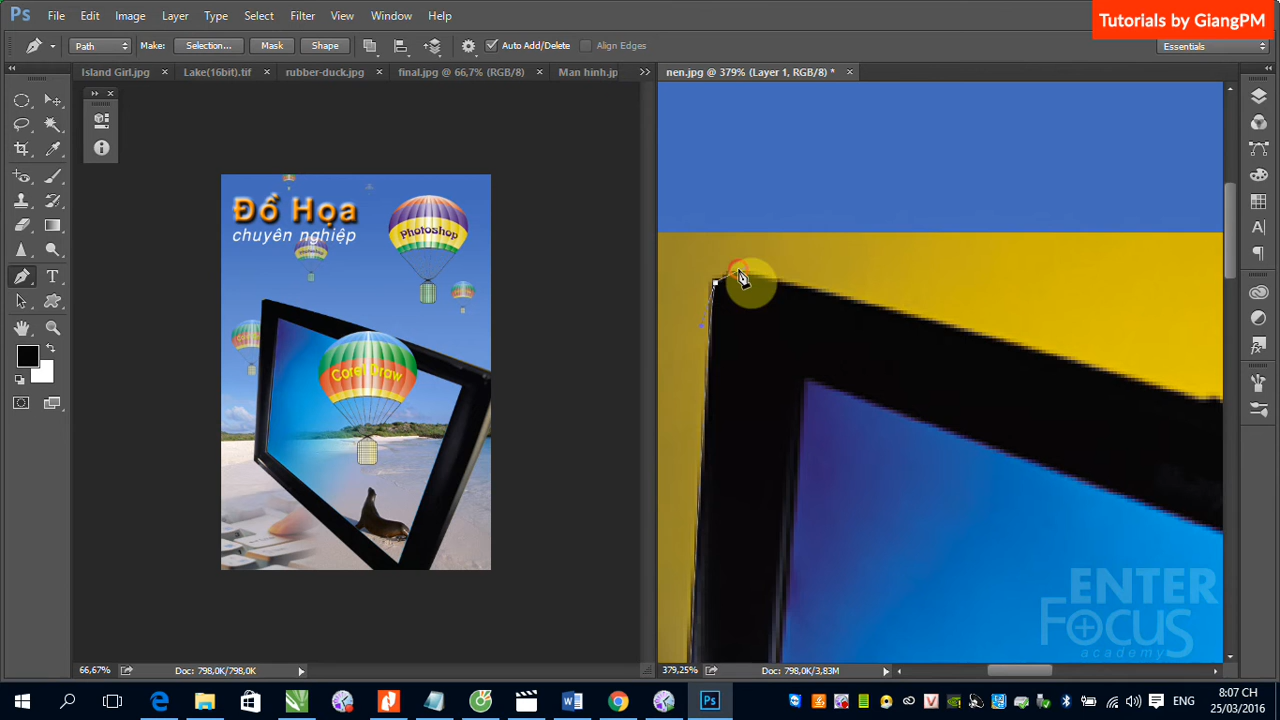 Ps File Edit Image Layer Type Select Filter View Window Help
Tutorials by GiangPM
Path Make: Selection... Mask Shape Auto Add/Delete Align Edges Essentials
Island Girl.jpg × Lake(16bit).tif × rubber-duck.jpg × final.jpg @ 66,7% (RGB/8) × Man hinh.jp >> nen.jpg @ 379% (Layer 1, RGB/8) * ×
Đồ Họa
chuyên nghiệp
Photoshop
Corel Draw
ENTER
FOCUS
academy
66,67% Doc: 798,0K/798,0K 379,25% Doc: 798,0K/3,83M
Ps ENG 8:07 CH
25/03/2016